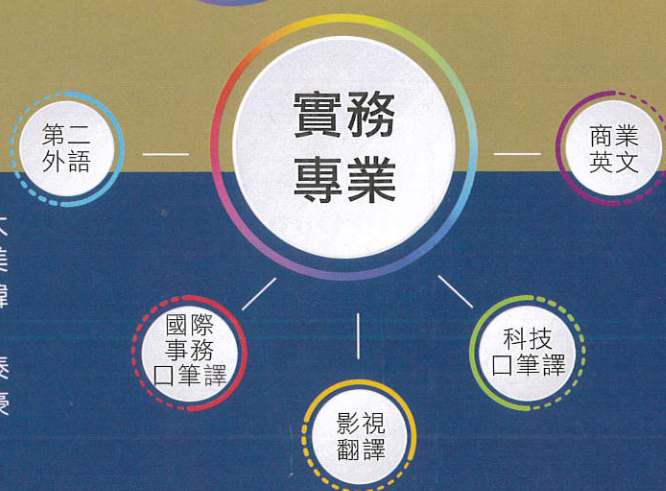 實務
專業
第二
外語
商業
英文
國際
事務
口筆譯
科技
口筆譯
影視
翻譯